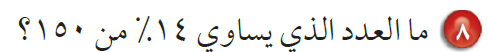 ٨ ما العدد الذي يساوي ١٤٪ من ١٥٠؟